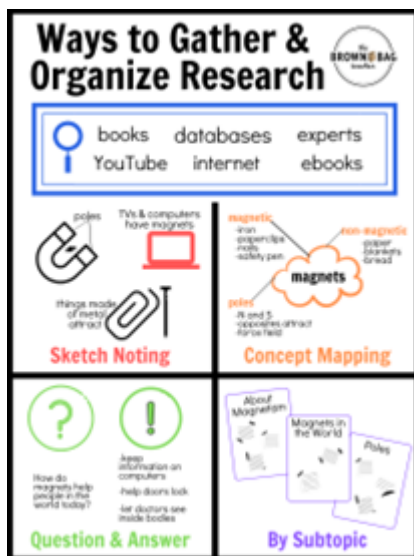 Ways to Gather &
Organize Research
the
BROWN BAG
teacher
books databases experts
YouTube internet ebooks
poles
TVs & computers
have magnets
things made
of metal
attract
Sketch Noting
magnetic
-iron
-paperclips
-nails
-safety pen
non-magnetic
-paper
-blankets
-bread
magnets
poles
-N and S
-opposites attract
-force field
Concept Mapping
?
How do
magnets help
people in the
world today?
!
-keep
information on
computers
-help doors lock
-let doctors see
inside bodies
Question & Answer
About
Magnetism
Magnets in
the World
Poles
By Subtopic